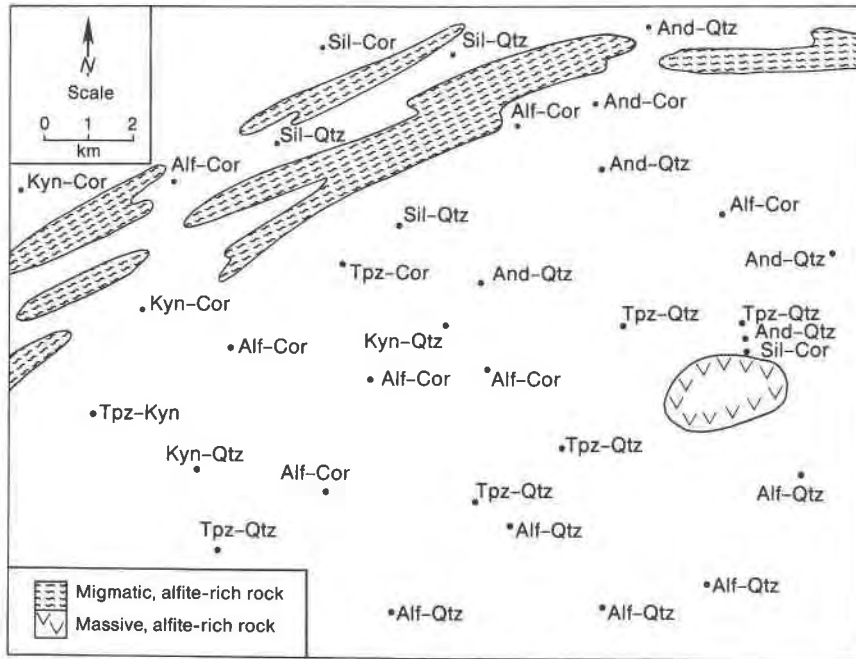 N
Scale
0 1 2
km
Sil–Cor
Sil–Qtz
And–Qtz
And–Cor
Alf–Cor
Sil–Qtz
And–Qtz
Alf–Cor
Kyn–Cor
Sil–Qtz
Alf–Cor
Tpz–Cor
And–Qtz
And–Qtz
Kyn–Cor
Kyn–Qtz
Tpz–Qtz
Tpz–Qtz
And–Qtz
Sil–Cor
Alf–Cor
Alf–Cor
Alf–Cor
Tpz–Kyn
Tpz–Qtz
Kyn–Qtz
Alf–Cor
Tpz–Qtz
Alf–Qtz
Tpz–Qtz
Alf–Qtz
Alf–Qtz
Alf–Qtz
Alf–Qtz
Migmatic, alfite-rich rock
Massive, alfite-rich rock